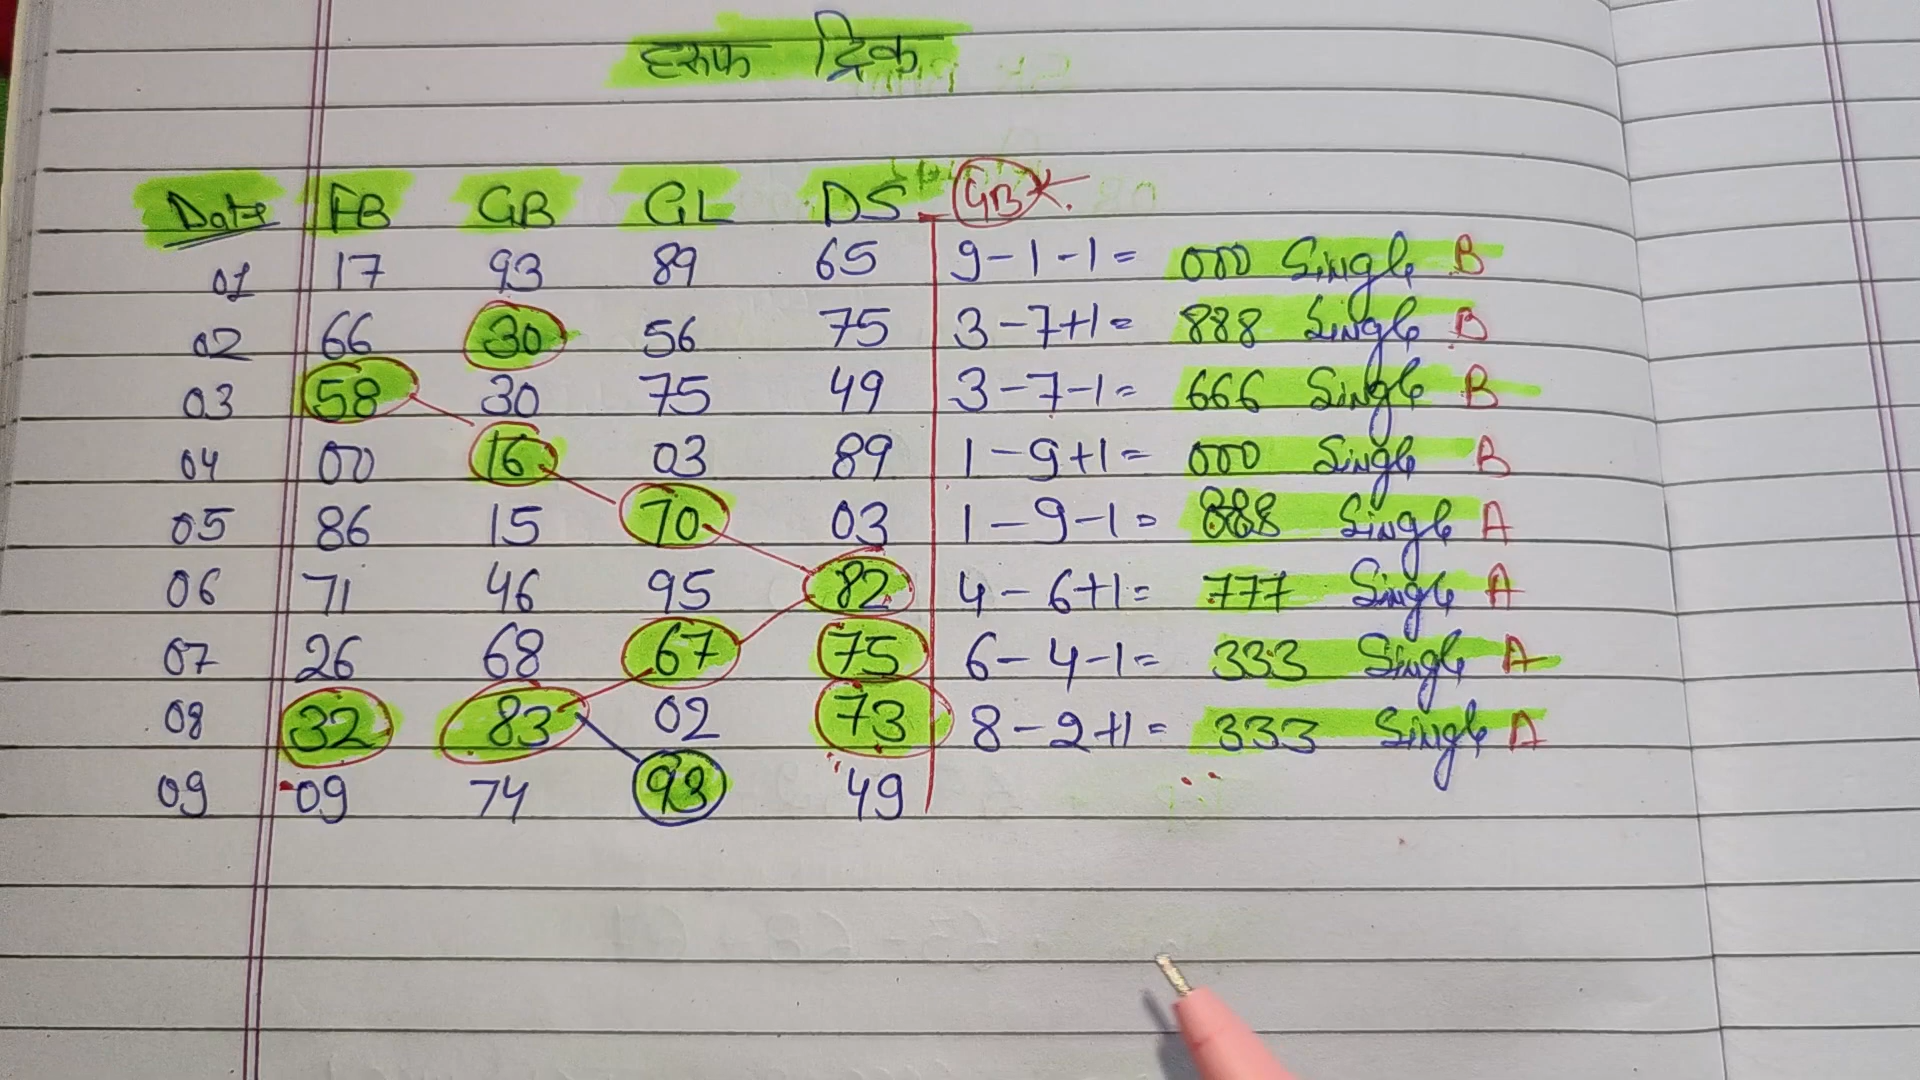 हरुफ ट्रिक
Date FB GB GL DS GB
01 17 93 89 65 9-1-1= 000 Single B
02 66 30 56 75 3-7+1= 888 Single B
03 58 30 75 49 3-7-1= 666 Single B
04 00 16 03 89 1-9+1= 000 Single B
05 86 15 70 03 1-9-1= 888 Single A
06 71 46 95 82 4-6+1= 777 Single A
07 26 68 67 75 6-4-1= 333 Single A
08 32 83 02 73 8-2+1= 333 Single A
09 09 74 93 49